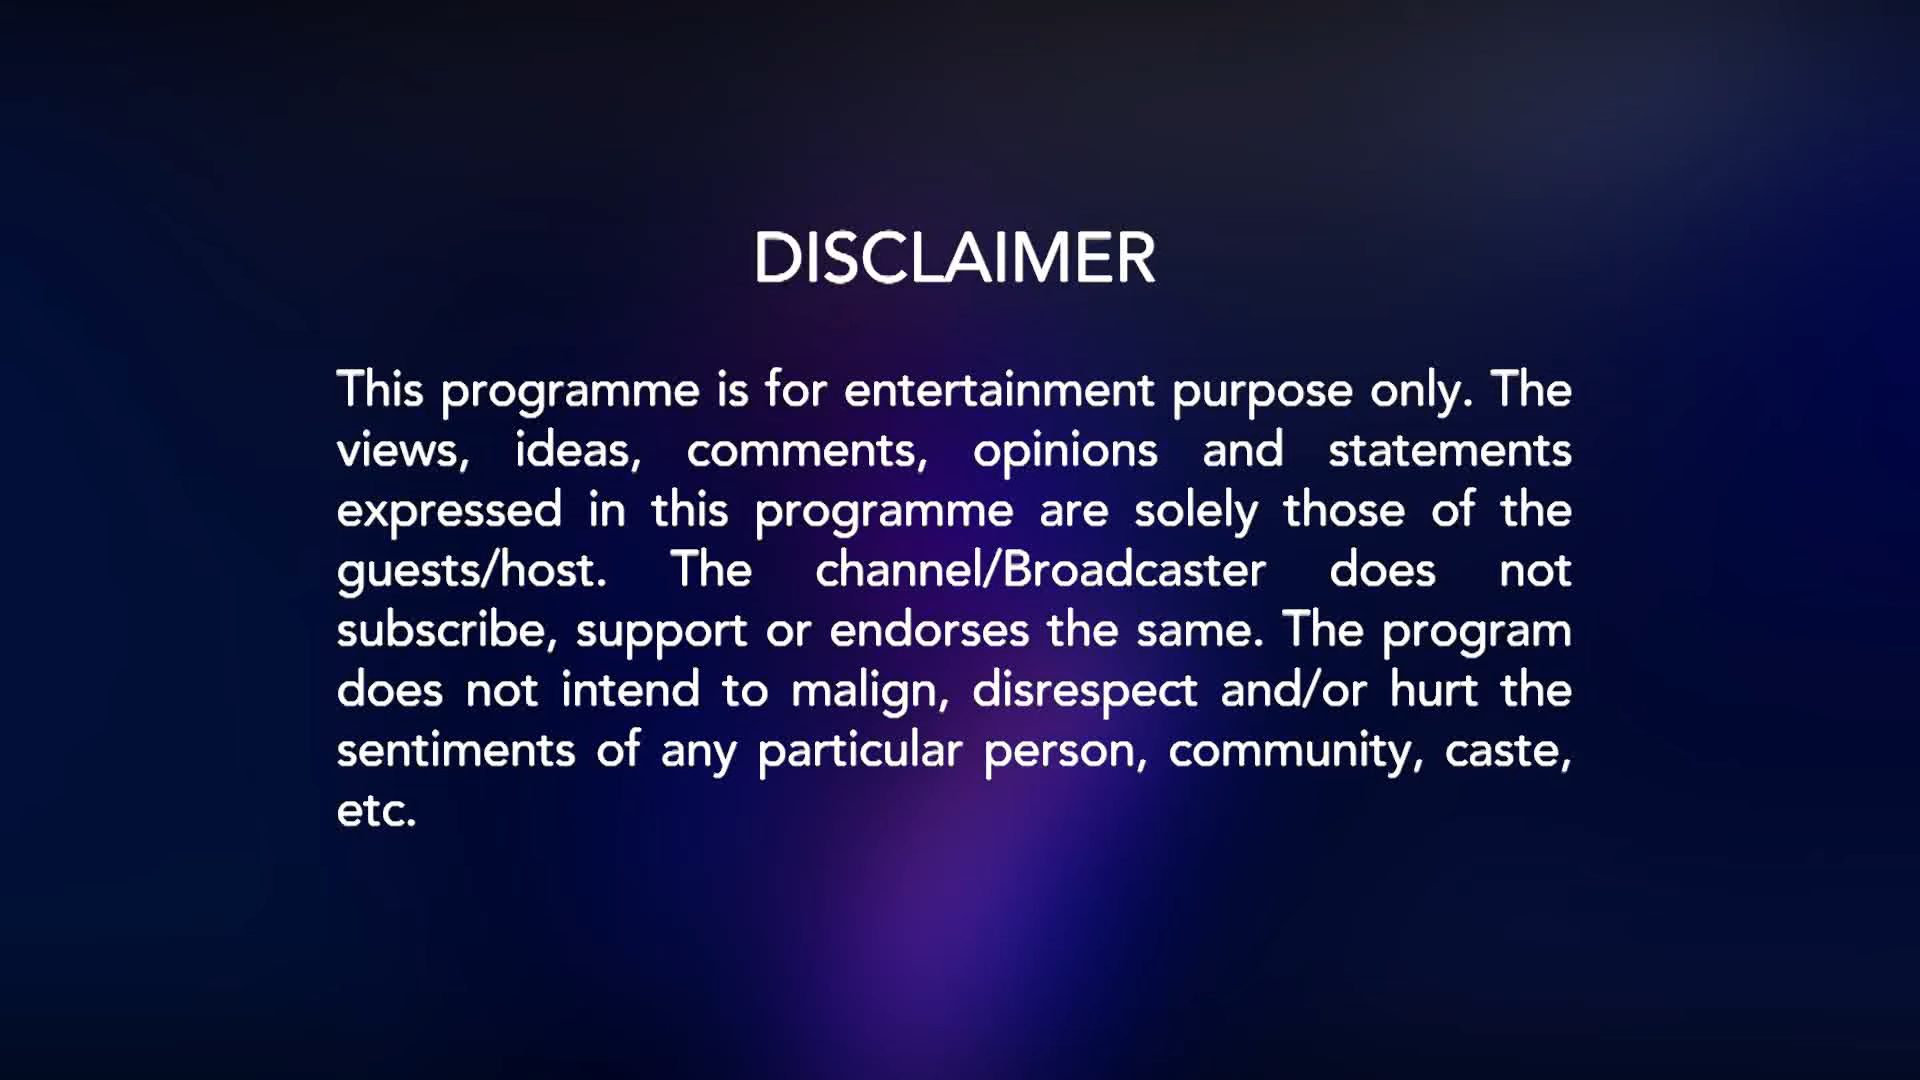 DISCLAIMER
This programme is for entertainment purpose only. The
views, ideas, comments, opinions and statements
expressed in this programme are solely those of the
guests/host. The channel/Broadcaster does not
subscribe, support or endorses the same. The program
does not intend to malign, disrespect and/or hurt the
sentiments of any particular person, community, caste,
etc.